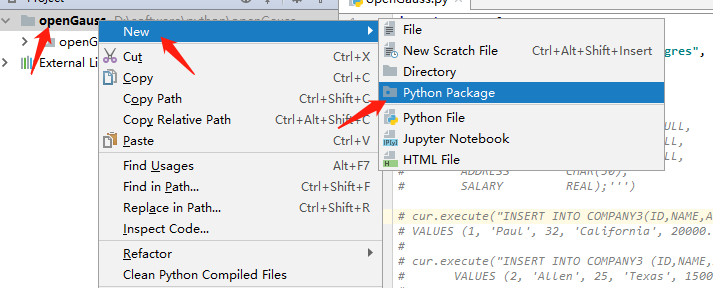 Project
openGauss D:\software\python\openGauss
openG
External Li
New
Cut Ctrl+X
Copy Ctrl+C
Copy Path Ctrl+Shift+C
Copy Relative Path Ctrl+Alt+Shift+C
Paste Ctrl+V
Find Usages Alt+F7
Find in Path... Ctrl+Shift+F
Replace in Path... Ctrl+Shift+R
Inspect Code...
Refactor
Clean Python Compiled Files
File
New Scratch File Ctrl+Alt+Shift+Insert
Directory
Python Package
Python File
Jupyter Notebook
HTML File
openGauss.py
gres",
ULL,
ULL,
ULL,
# ADDRESS CHAR(50),
# SALARY REAL);''')
# cur.execute("INSERT INTO COMPANY3(ID,NAME,A
# VALUES (1, 'Paul', 32, 'California', 20000.
#
# cur.execute("INSERT INTO COMPANY3 (ID,NAME,
# VALUES (2, 'Allen', 25, 'Texas', 1500